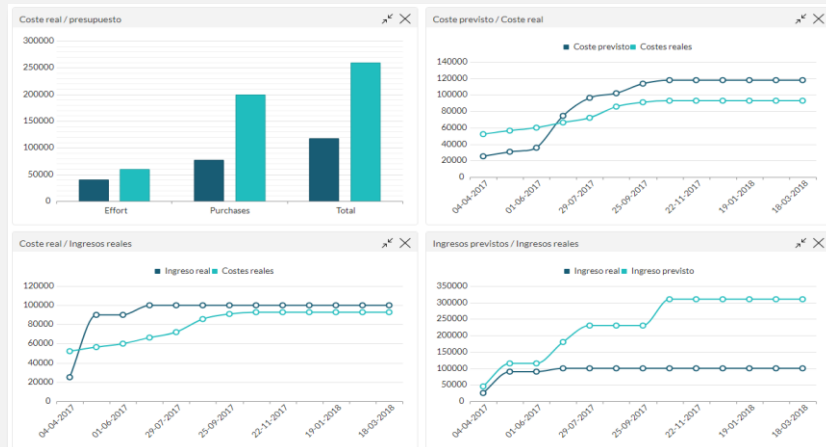 Coste real / presupuesto
300000
250000
200000
150000
100000
50000
0
Effort Purchases Total
Coste previsto / Coste real
Coste previsto Costes reales
140000
120000
100000
80000
60000
40000
20000
0
04-04-2017 01-06-2017 29-07-2017 25-09-2017 22-11-2017 19-01-2018 18-03-2018
Coste real / Ingresos reales
Ingreso real Costes reales
120000
100000
80000
60000
40000
20000
0
04-04-2017 01-06-2017 29-07-2017 25-09-2017 22-11-2017 19-01-2018 18-03-2018
Ingresos previstos / Ingresos reales
Ingreso real Ingreso previsto
350000
300000
250000
200000
150000
100000
50000
0
04-04-2017 01-06-2017 29-07-2017 25-09-2017 22-11-2017 19-01-2018 18-03-2018